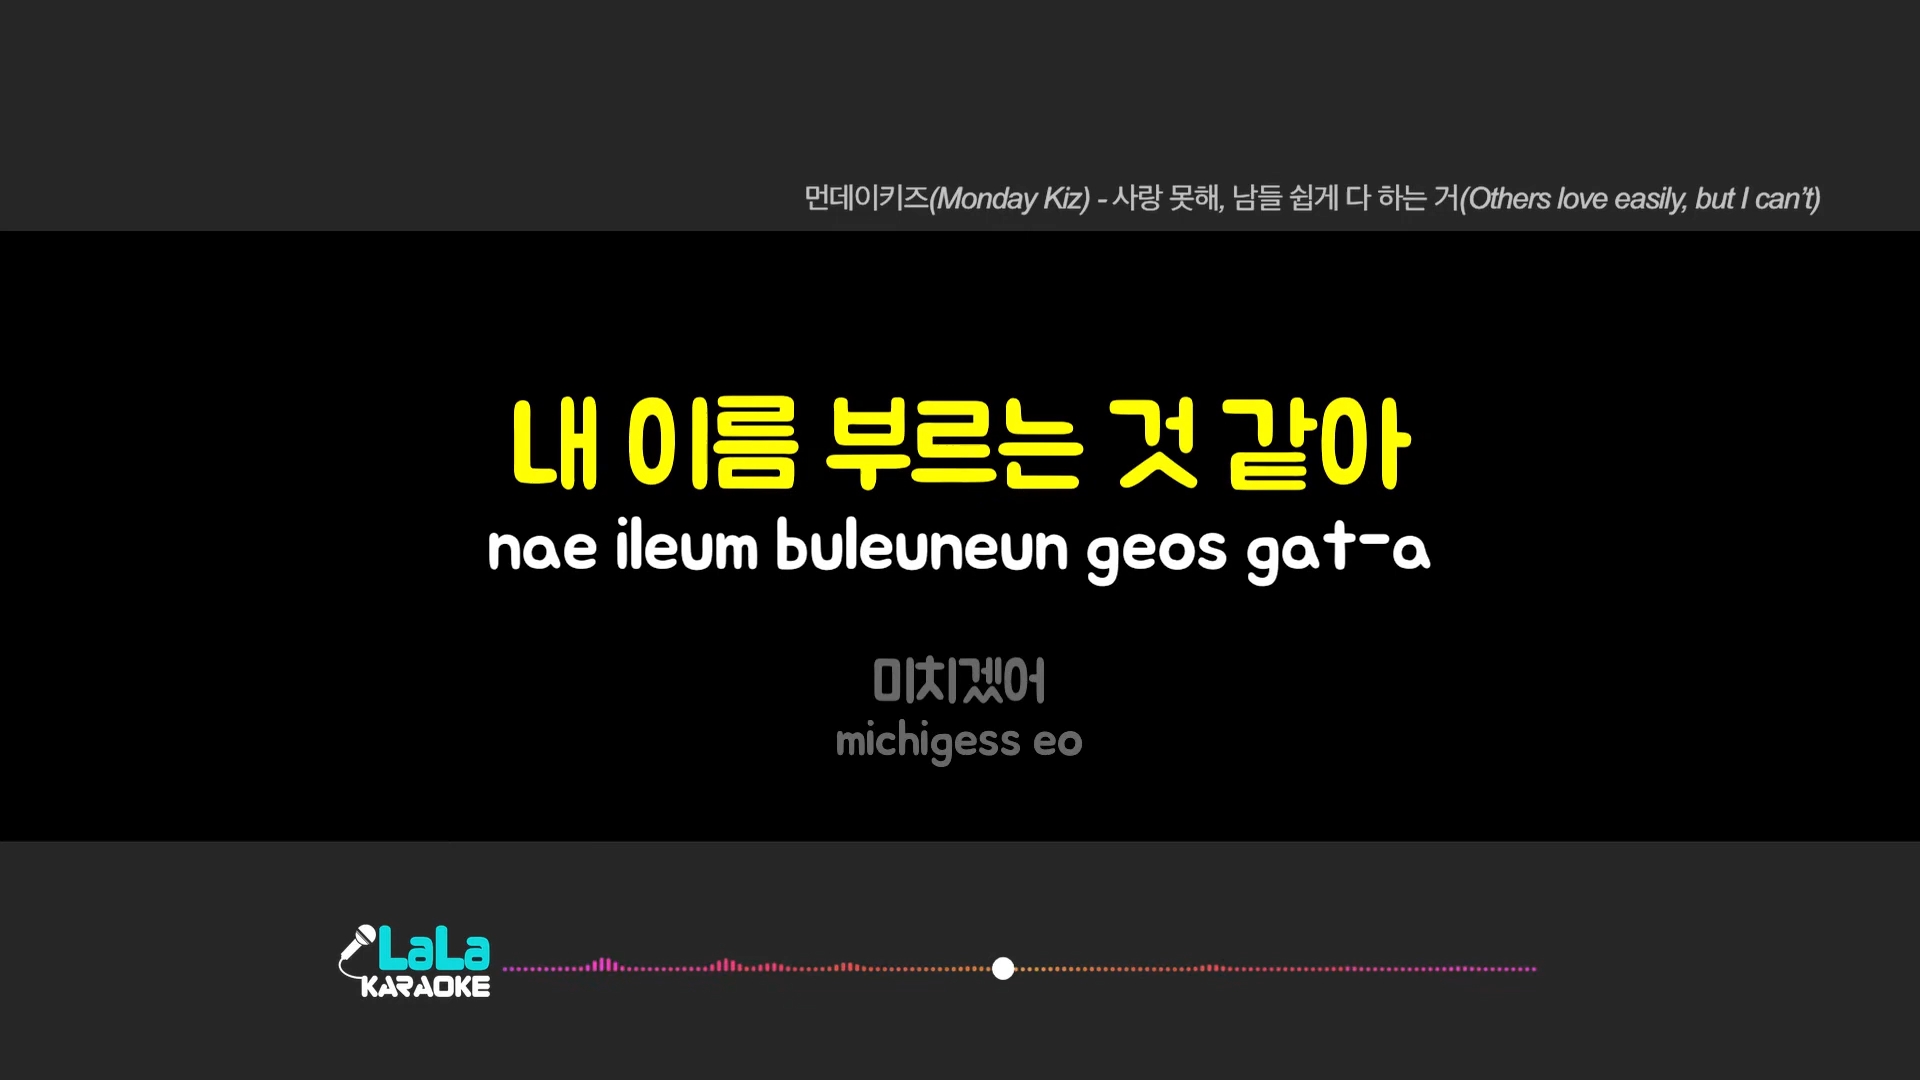 먼데이키즈(Monday Kiz) - 사랑 못해, 남들 쉽게 다 하는 거(Others love easily, but I can't)
내 이름 부르는 것 같아
nae ileum buleuneun geos gat-a
미치겠어
michigess eo
LaLa
KARAOKE